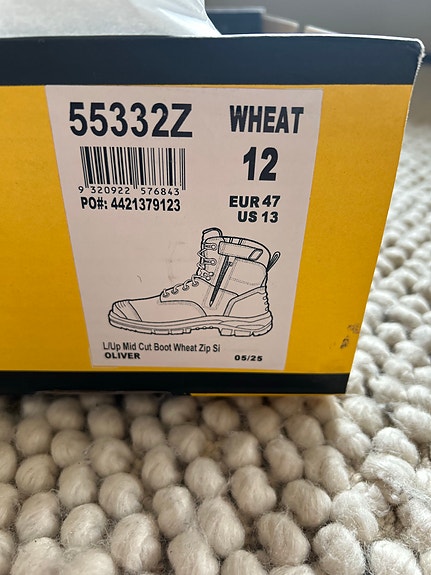 55332Z WHEAT
12
9 320922 576843
PO#: 4421379123
EUR 47
US 13
L/Up Mid Cut Boot Wheat Zip Si
OLIVER 05/25